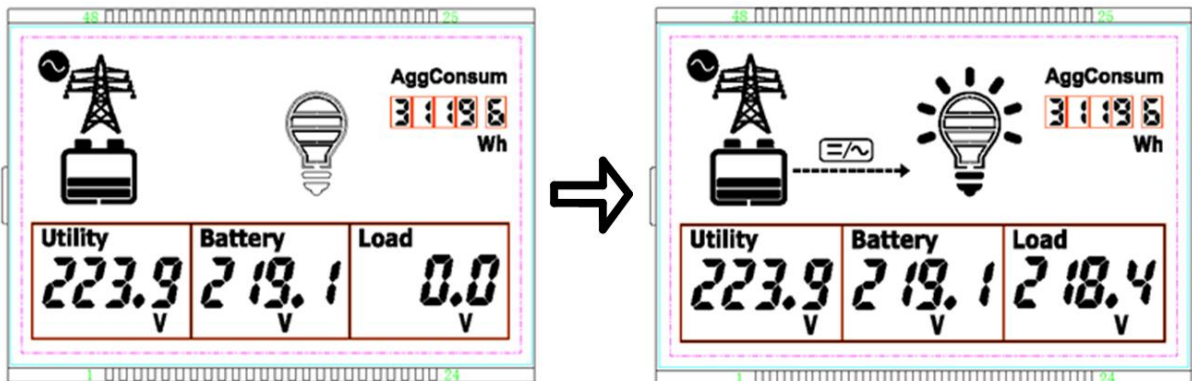 48 25
AggConsum
31196
Wh
Utility Battery Load
223.9 219.1 0.0
V V V
1 24
48 25
AggConsum
31196
Wh
Utility Battery Load
223.9 219.1 218.4
V V V
1 24